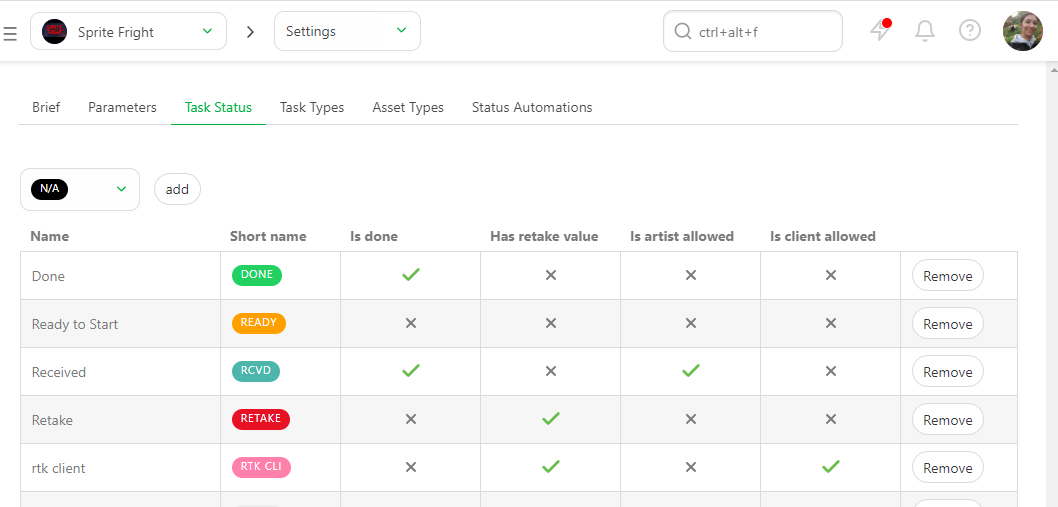 Sprite Fright
Settings
ctrl+alt+f
Brief Parameters Task Status Task Types Asset Types Status Automations
N/A add
Name Short name Is done Has retake value Is artist allowed Is client allowed
Done DONE Remove
Ready to Start READY Remove
Received RCVD Remove
Retake RETAKE Remove
rtk client RTK CLI Remove